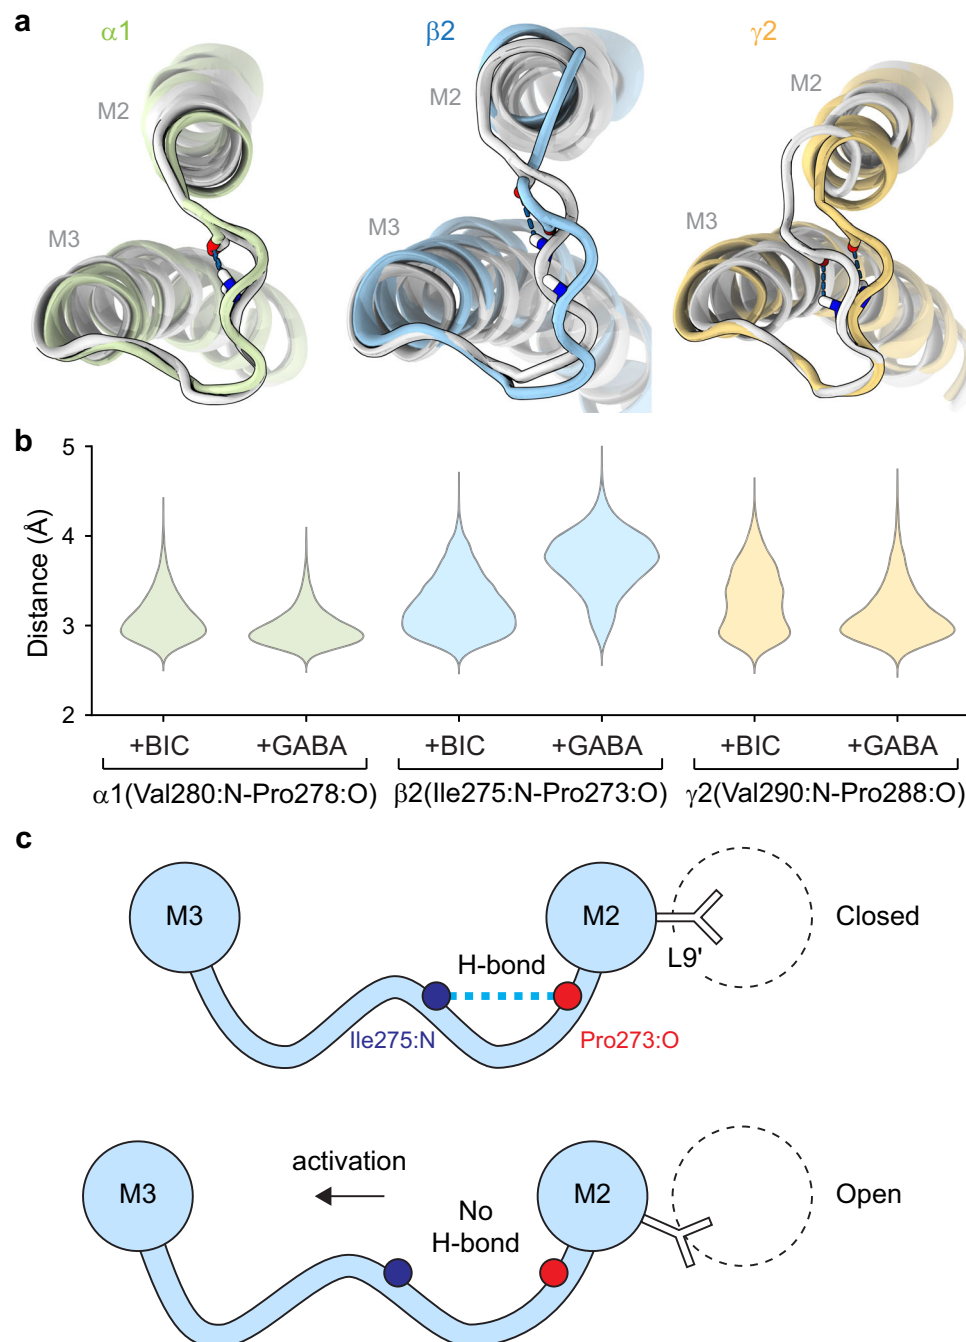 a
α1
β2
γ2
M2
M2
M2
M3
M3
M3
b
Distance (Å)
5
4
3
2
+BIC
+GABA
+BIC
+GABA
+BIC
+GABA
α1(Val280:N-Pro278:O)
β2(Ile275:N-Pro273:O)
γ2(Val290:N-Pro288:O)
c
M3
M2
Closed
L9'
H-bond
Ile275:N
Pro273:O
activation
M3
M2
Open
No
H-bond